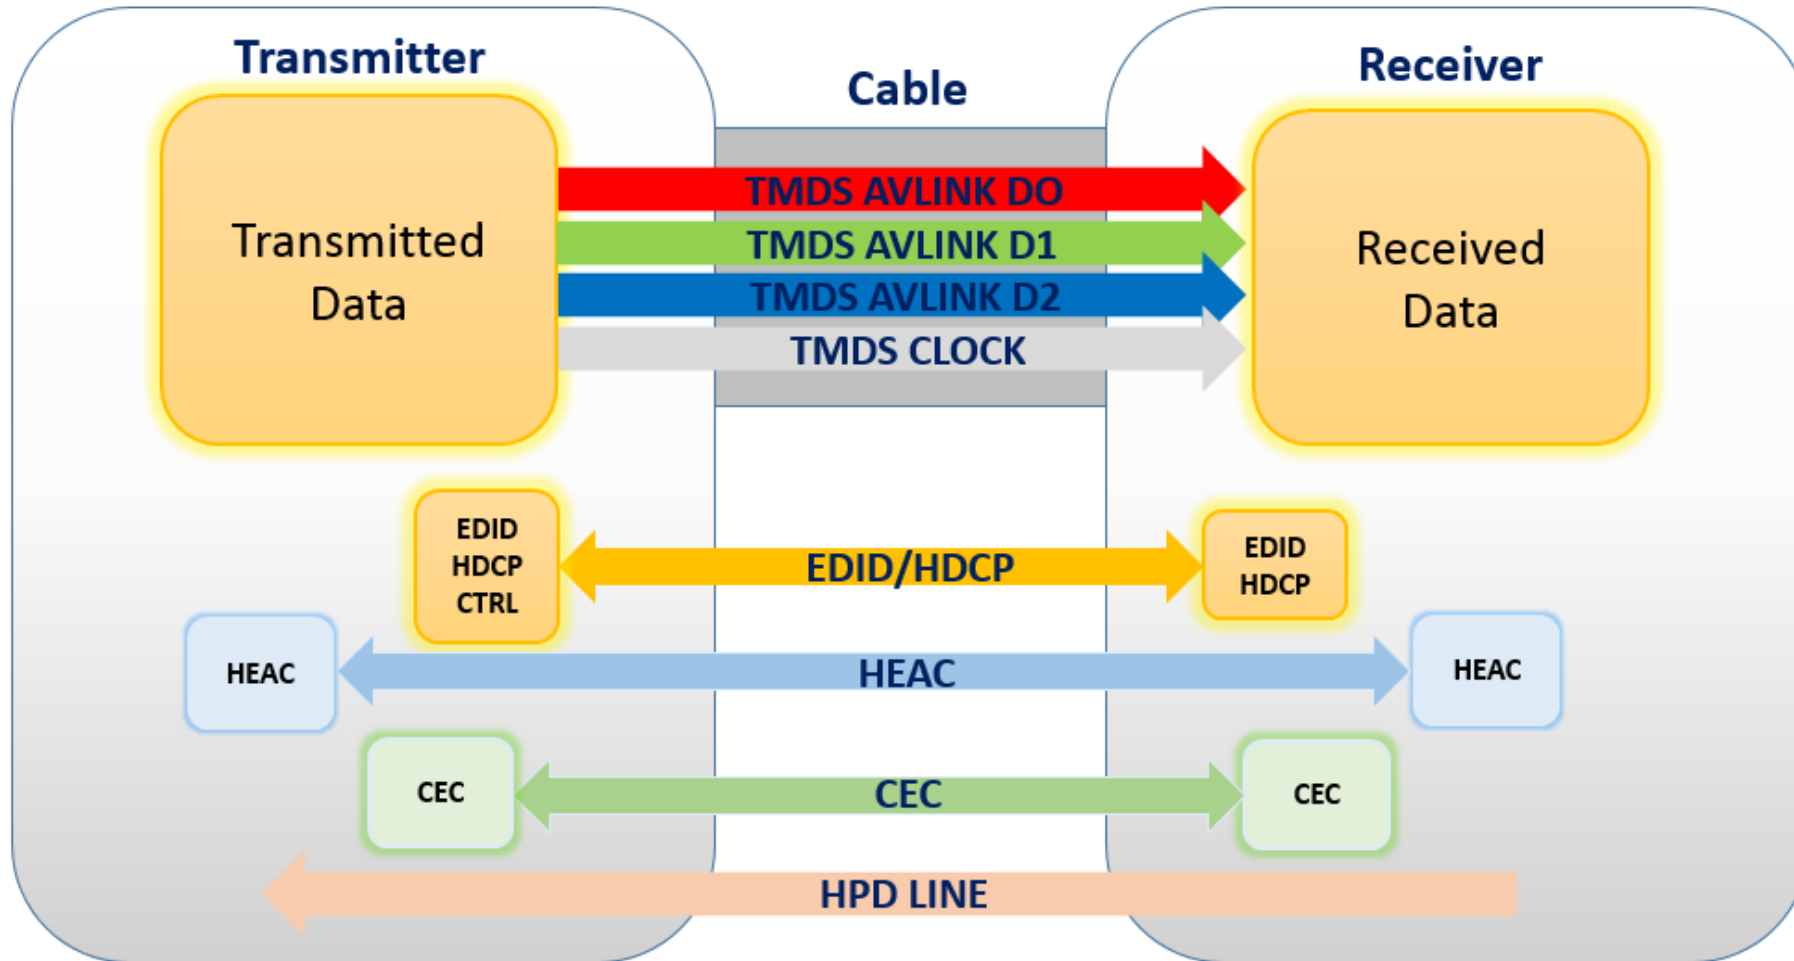 Transmitter
Cable
Receiver
Transmitted
Data
TMDS AVLINK DO
TMDS AVLINK D1
TMDS AVLINK D2
TMDS CLOCK
Received
Data
EDID
HDCP
CTRL
EDID/HDCP
EDID
HDCP
HEAC
HEAC
HEAC
CEC
CEC
CEC
HPD LINE